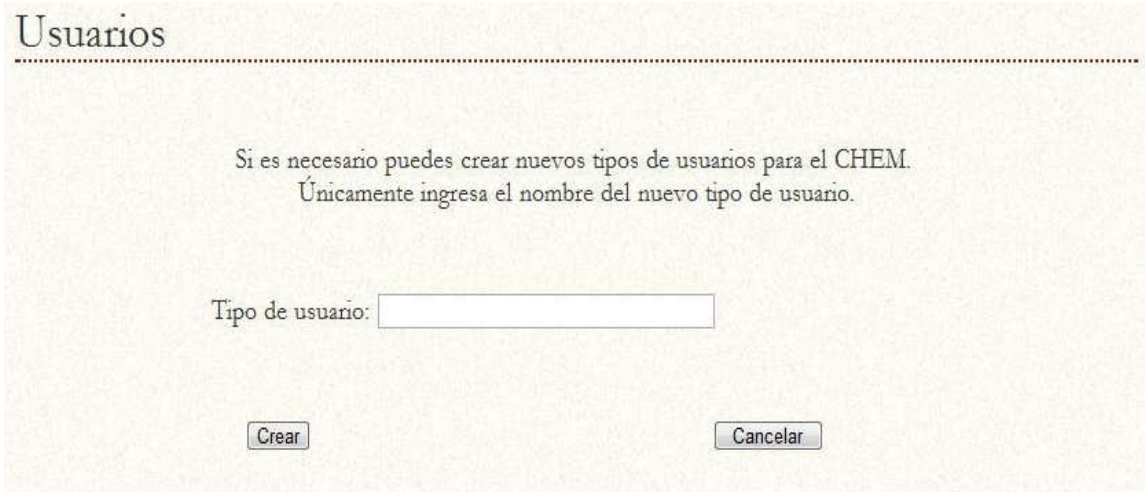 Usuarios
Si es necesario puedes crear nuevos tipos de usuarios para el CHEM.
Únicamente ingresa el nombre del nuevo tipo de usuario.
Tipo de usuario:
Crear
Cancelar